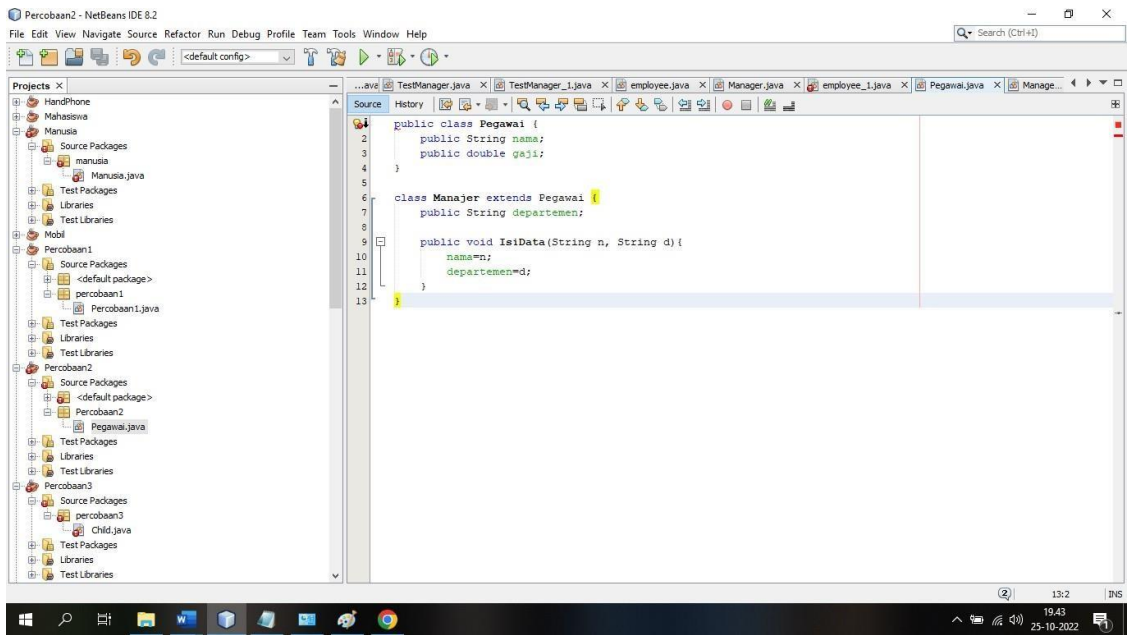 Percobaan2 - NetBeans IDE 8.2
File Edit View Navigate Source Refactor Run Debug Profile Team Tools Window Help
Search (Ctrl+I)
<default config>
Projects
HandPhone
Mahasiswa
Manusia
Source Packages
manusia
Manusia.java
Test Packages
Libraries
Test Libraries
Mobil
Percobaan1
Source Packages
<default package>
percobaan1
Percobaan1.java
Test Packages
Libraries
Test Libraries
Percobaan2
Source Packages
<default package>
Percobaan2
Pegawai.java
Test Packages
Libraries
Test Libraries
Percobaan3
Source Packages
percobaan3
Child.java
Test Packages
Libraries
Test Libraries
...ava TestManager.java TestManager_1.java employee.java Manager.java employee_1.java Pegawai.java Manage...
Source History
public class Pegawai {
2 public String nama;
3 public double gaji;
4 }
5
6 class Manajer extends Pegawai {
7 public String departemen;
8
9 public void IsiData(String n, String d){
10 nama=n;
11 departemen=d;
12 }
13 }
2 13:2 INS
19.43
25-10-2022